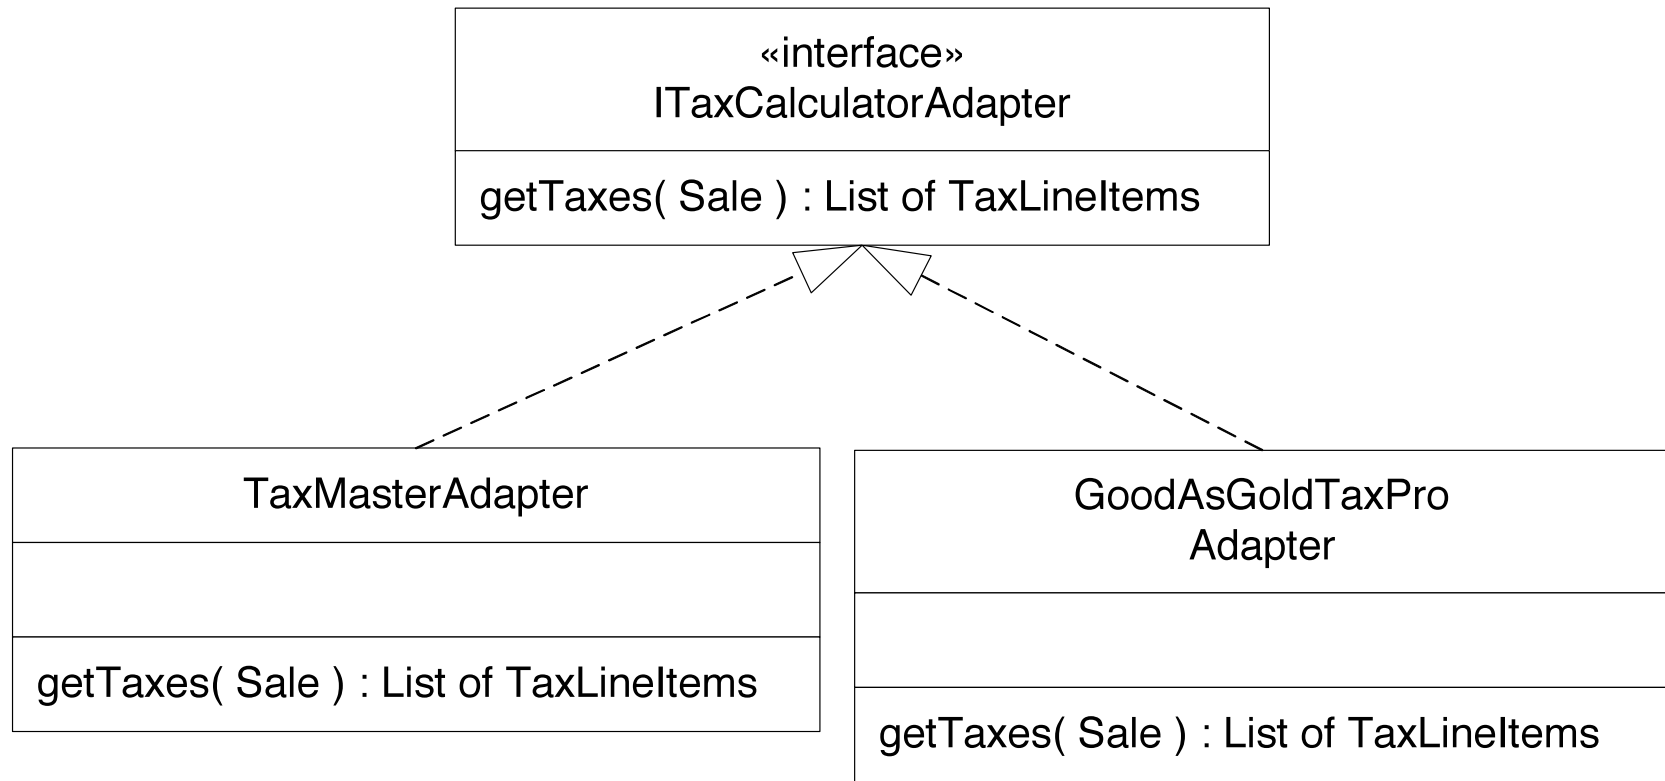 «interface»
ITaxCalculatorAdapter
getTaxes( Sale ) : List of TaxLineItems
TaxMasterAdapter
getTaxes( Sale ) : List of TaxLineItems
GoodAsGoldTaxPro
Adapter
getTaxes( Sale ) : List of TaxLineItems